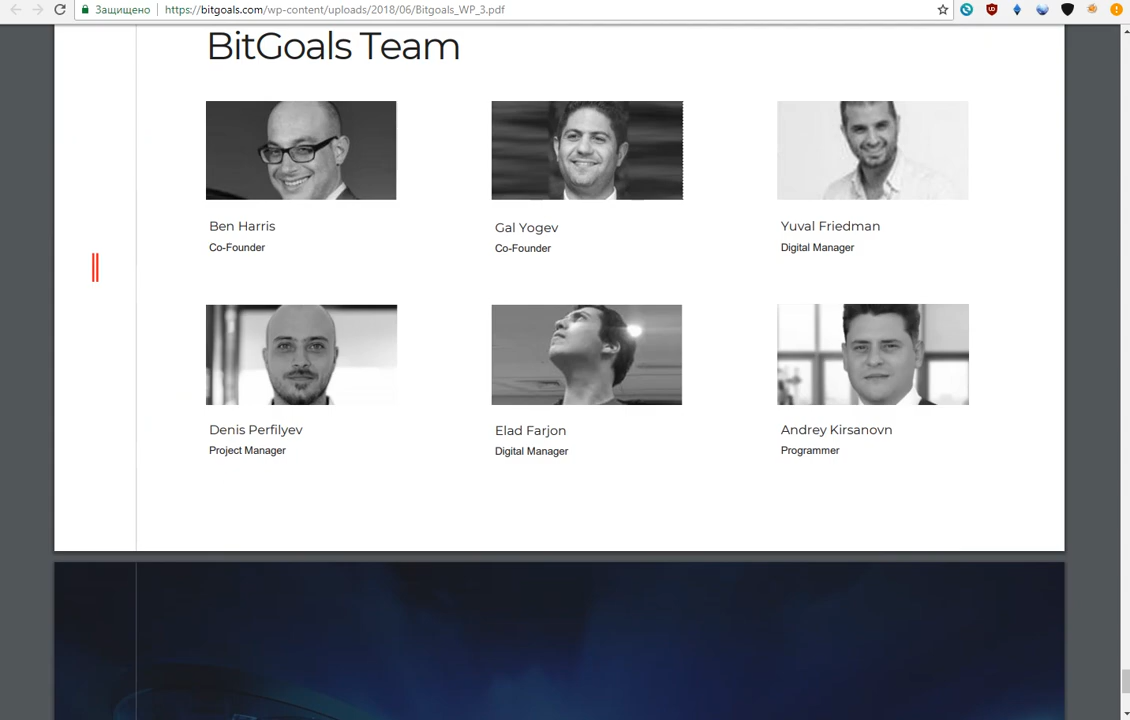 Защищено https://bitgoals.com/wp-content/uploads/2018/06/Bitgoals_WP_3.pdf
BitGoals Team
Ben Harris
Co-Founder
Gal Yogev
Co-Founder
Yuval Friedman
Digital Manager
Denis Perfilyev
Project Manager
Elad Farjon
Digital Manager
Andrey Kirsanovn
Programmer